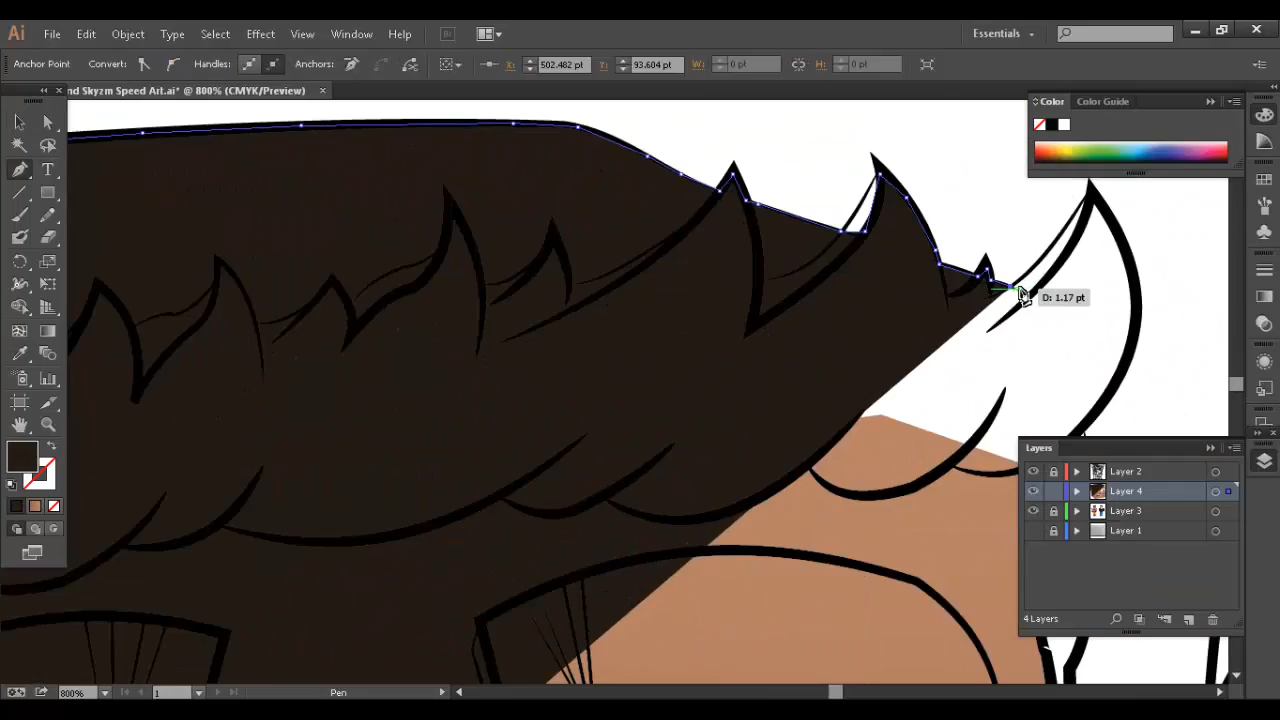 Ai File Edit Object Type Select Effect View Window Help Br Essentials
Anchor Point Convert: Handles: Anchors: X: 502.482 pt Y: 93.604 pt W: 0 pt H: 0 pt
nd Skyzm Speed Art.ai* @ 800% (CMYK/Preview)
Color Color Guide
D: 1.17 pt
Layers
Layer 2
Layer 4
Layer 3
Layer 1
4 Layers
800% 1 Pen